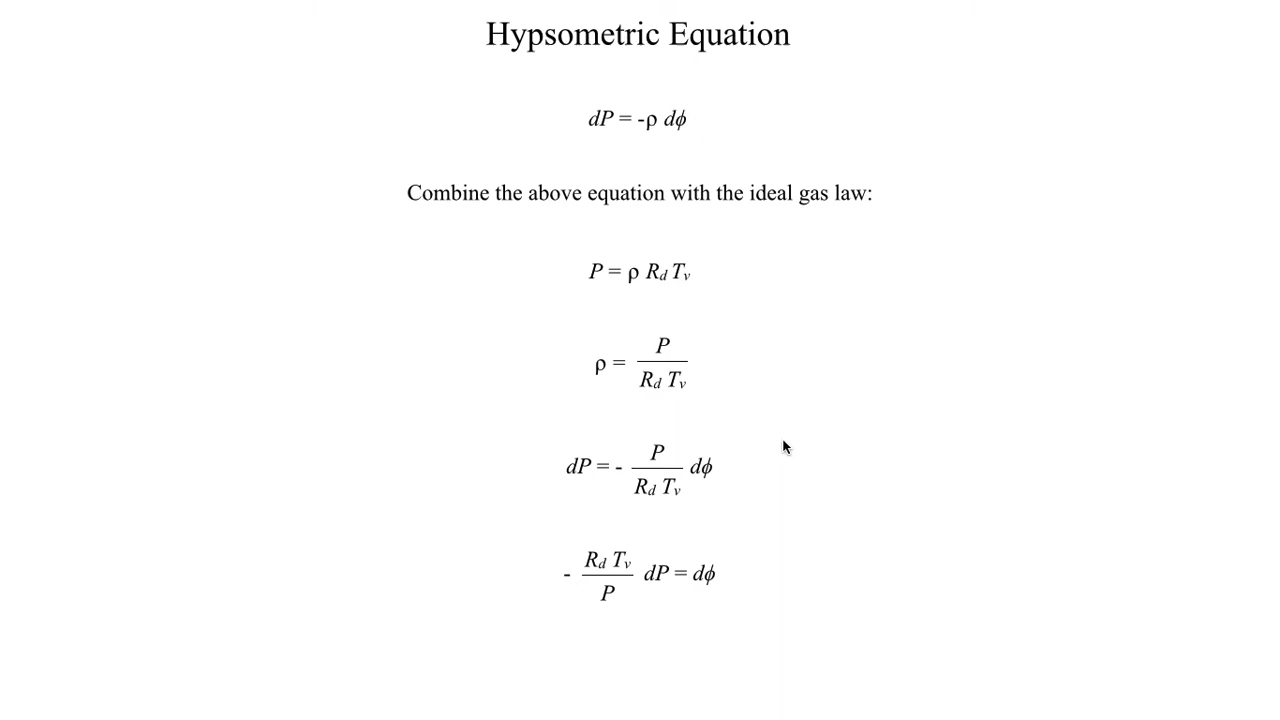 Hypsometric Equation
dP = -ρ dϕ
Combine the above equation with the ideal gas law:
P = ρ Rd Tv
ρ = P / Rd Tv
dP = - P / Rd Tv dϕ
- Rd Tv / P dP = dϕ